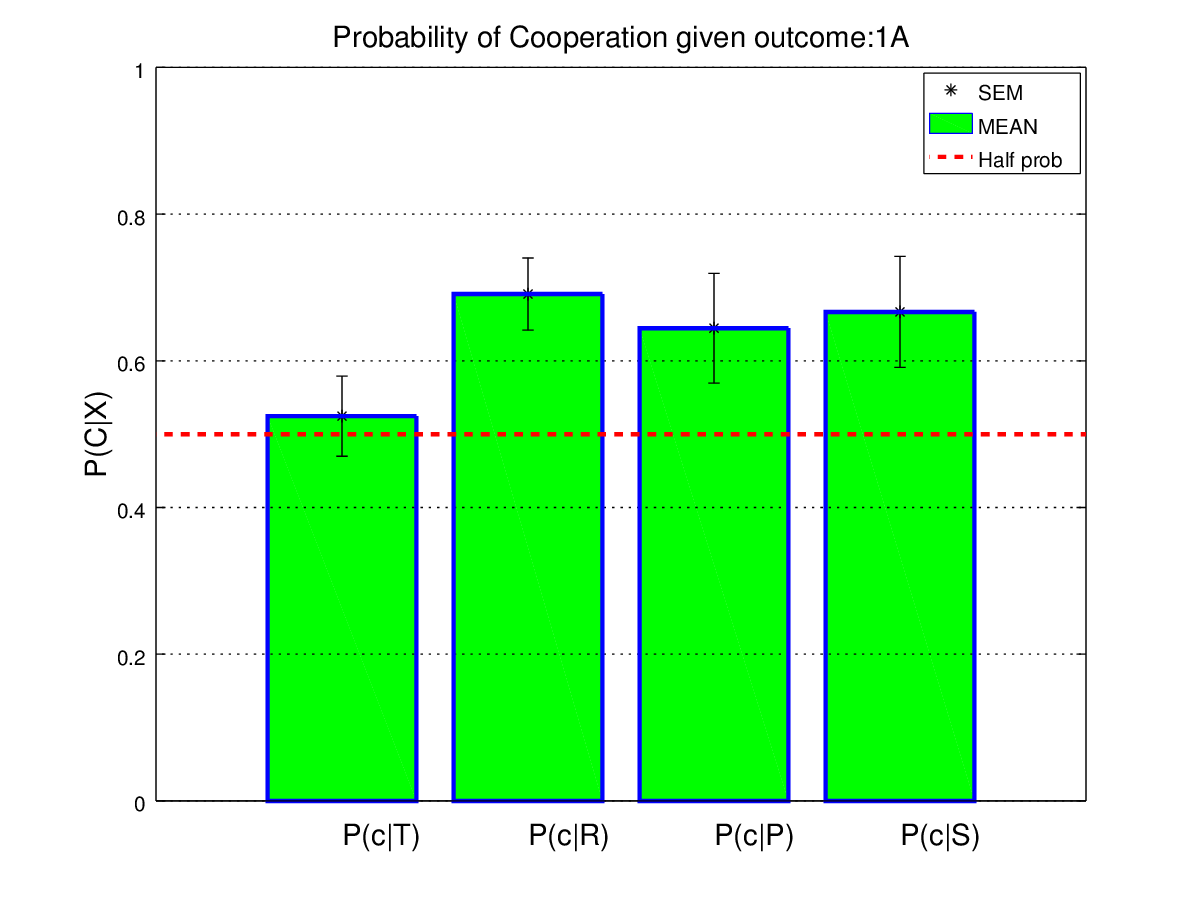 Probability of Cooperation given outcome:1A
SEM
MEAN
Half prob
P(C|X)
1
0.8
0.6
0.4
0.2
0
P(c|T) P(c|R) P(c|P) P(c|S)